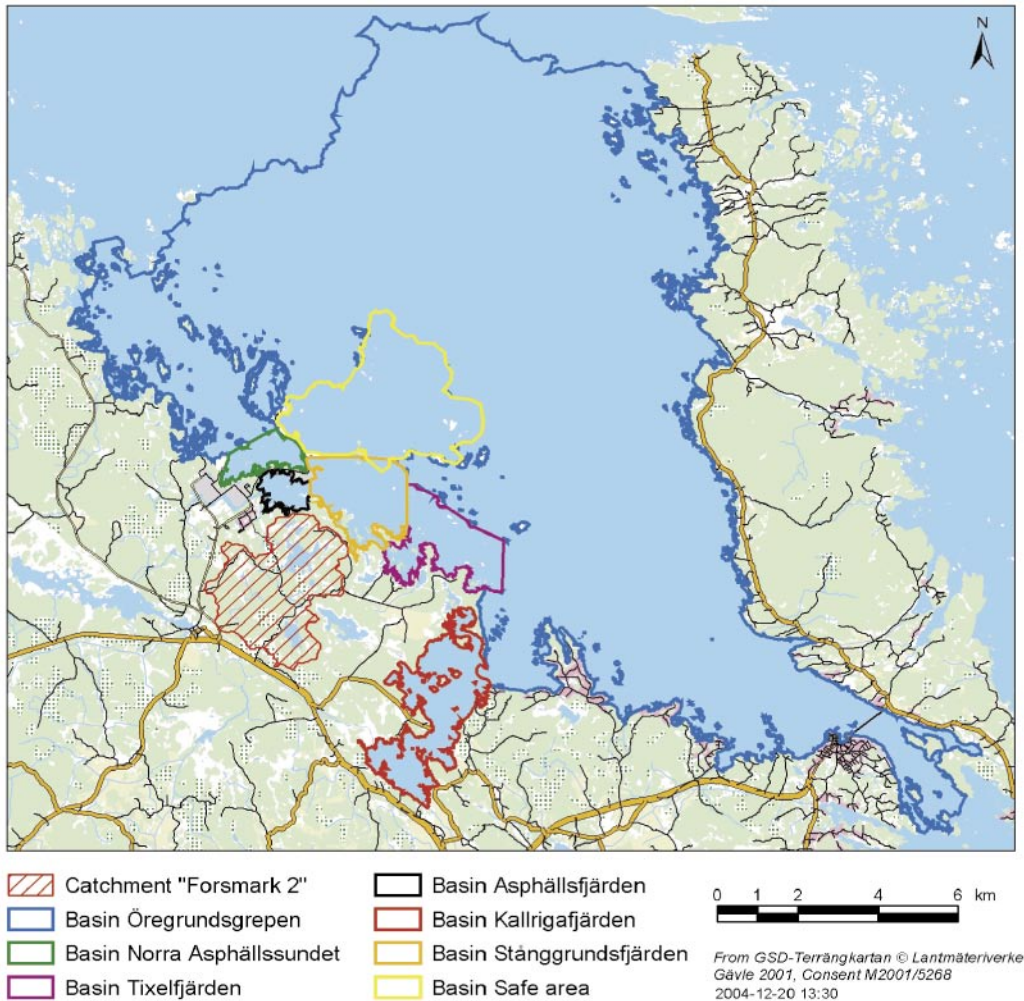 N
Catchment "Forsmark 2"
Basin Öregrundsgrepen
Basin Norra Asphällssundet
Basin Tixelfjärden
Basin Asphällsfjärden
Basin Kallrigafjärden
Basin Stånggrundsfjärden
Basin Safe area
0 1 2 4 6 km
From GSD-Terrängkartan © Lantmäteriverke
Gävle 2001, Consent M2001/5268
2004-12-20 13:30